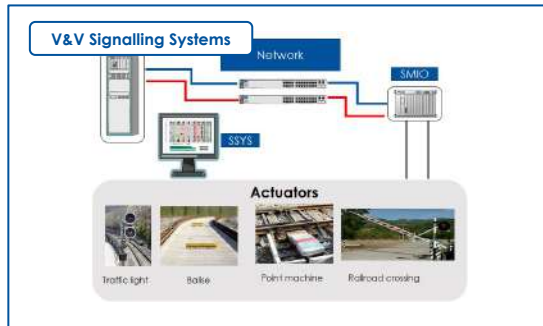 V&V Signalling Systems
Network
SMIO
SSYS
Actuators
Traffic light
Balise
Point machine
Railroad crossing